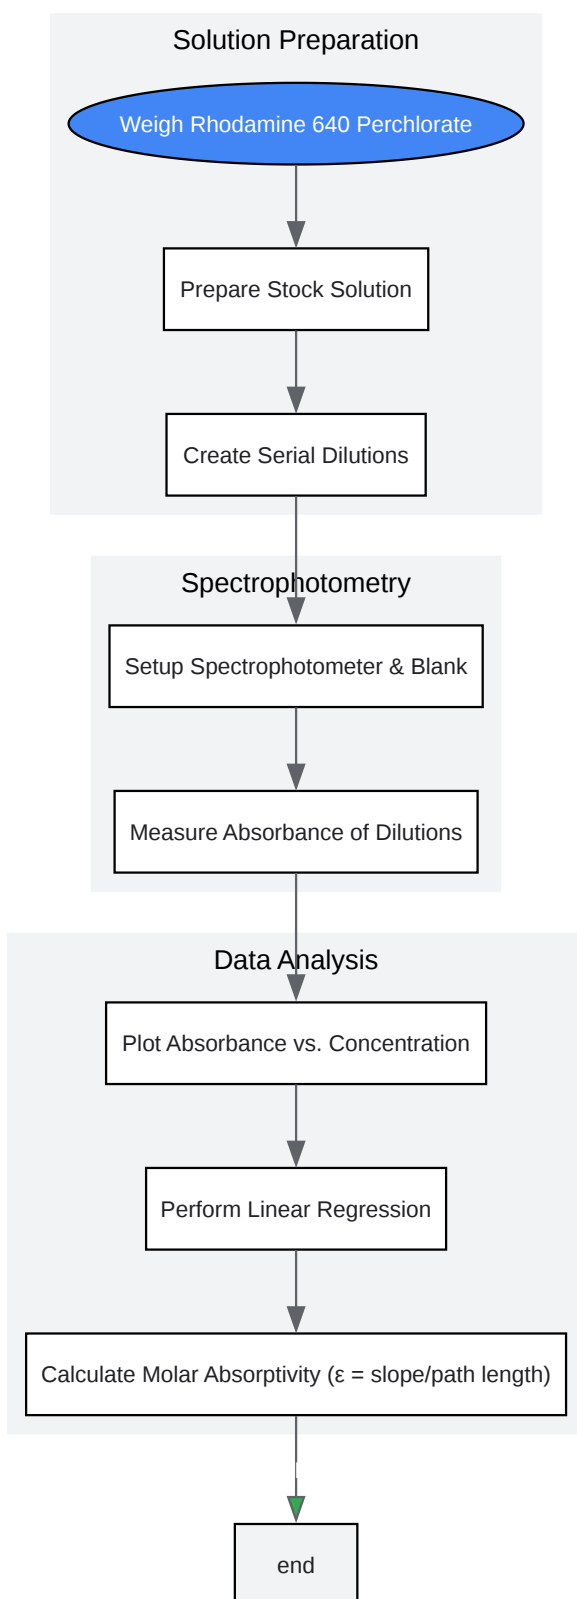 Solution Preparation
Weigh Rhodamine 640 Perchlorate
Prepare Stock Solution
Create Serial Dilutions
Spectrophotometry
Setup Spectrophotometer & Blank
Measure Absorbance of Dilutions
Data Analysis
Plot Absorbance vs. Concentration
Perform Linear Regression
Calculate Molar Absorptivity (ε = slope/path length)
end